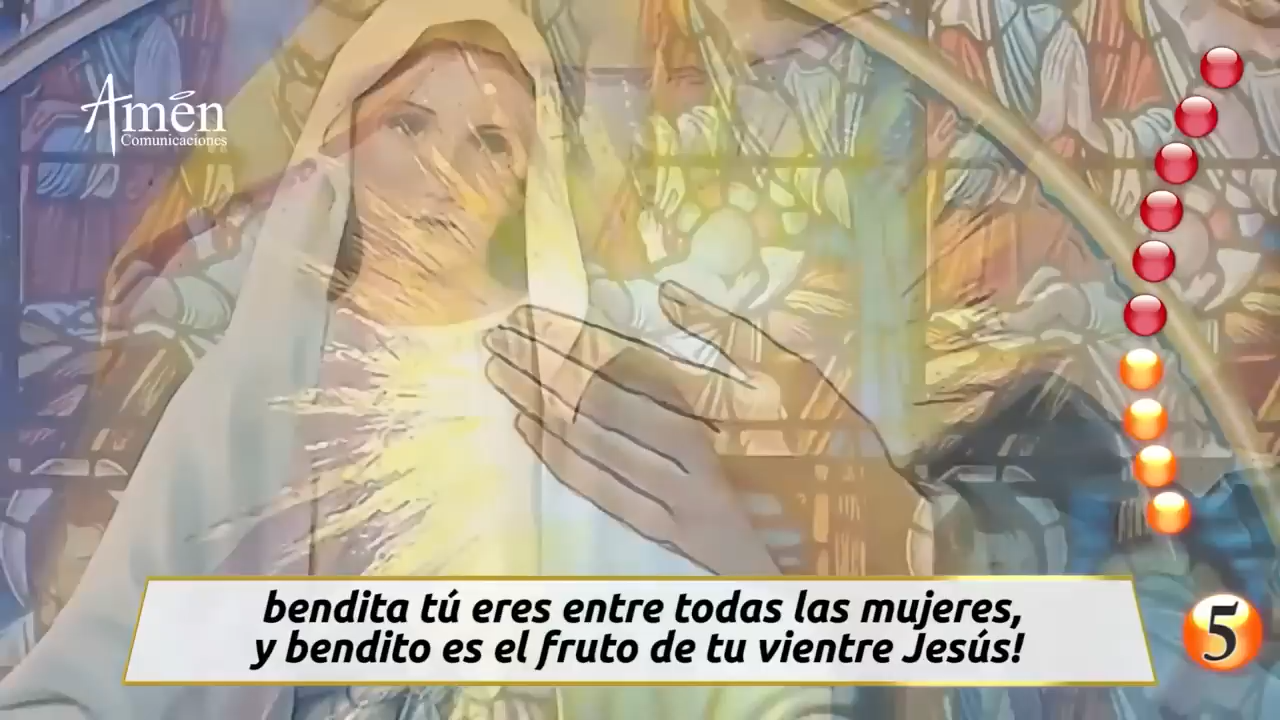 Amén
Comunicaciones
bendita tú eres entre todas las mujeres,
y bendito es el fruto de tu vientre Jesús!
5